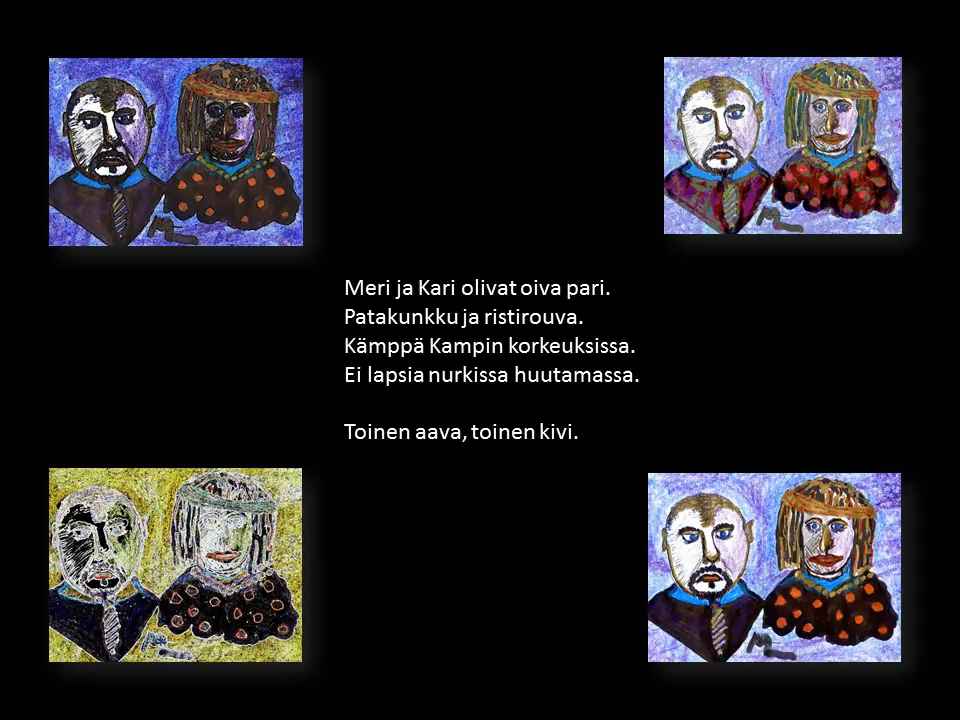 Meri ja Kari olivat oiva pari.
Patakunkku ja ristirouva.
Kämppä Kampin korkeuksissa.
Ei lapsia nurkissa huutamassa.
Toinen aava, toinen kivi.